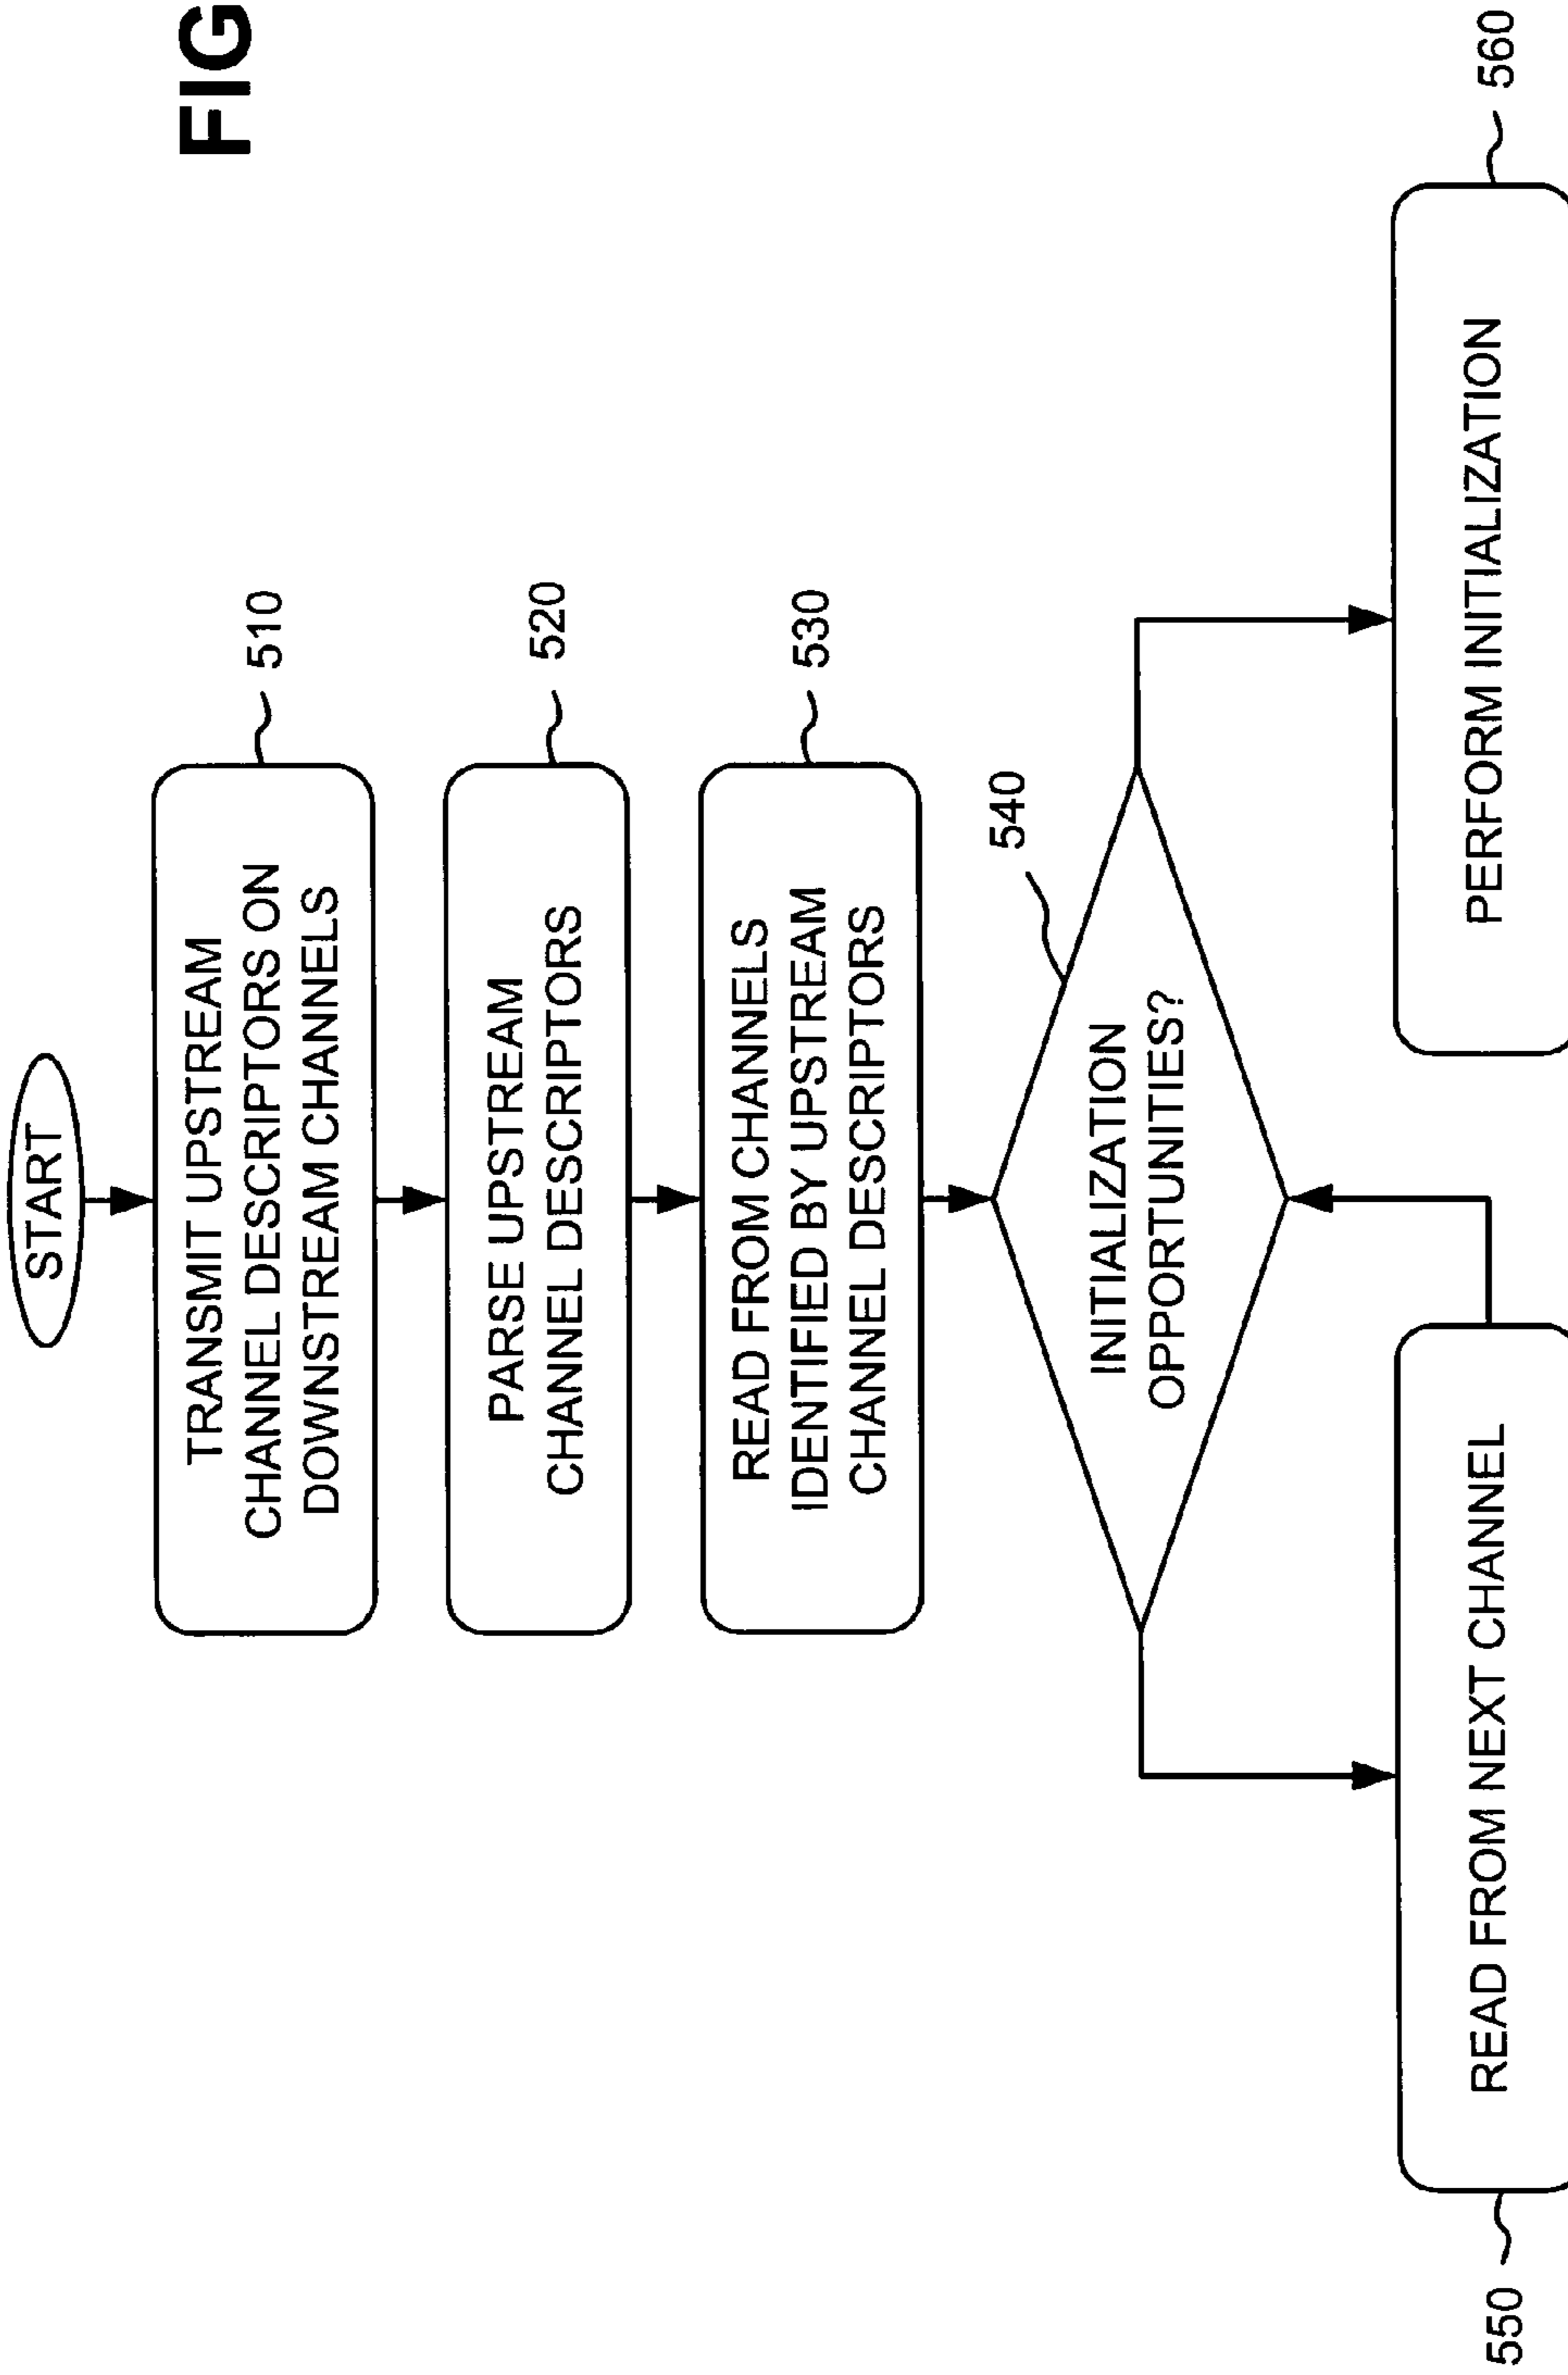 FIG
START
TRANSMIT UPSTREAM
CHANNEL DESCRIPTORS ON
DOWNSTREAM CHANNELS
510
PARSE UPSTREAM
CHANNEL DESCRIPTORS
520
READ FROM CHANNELS
IDENTIFIED BY UPSTREAM
CHANNEL DESCRIPTORS
530
540
INITIALIZATION
OPPORTUNITIES?
550
READ FROM NEXT CHANNEL
PERFORM INITIALIZATION
560